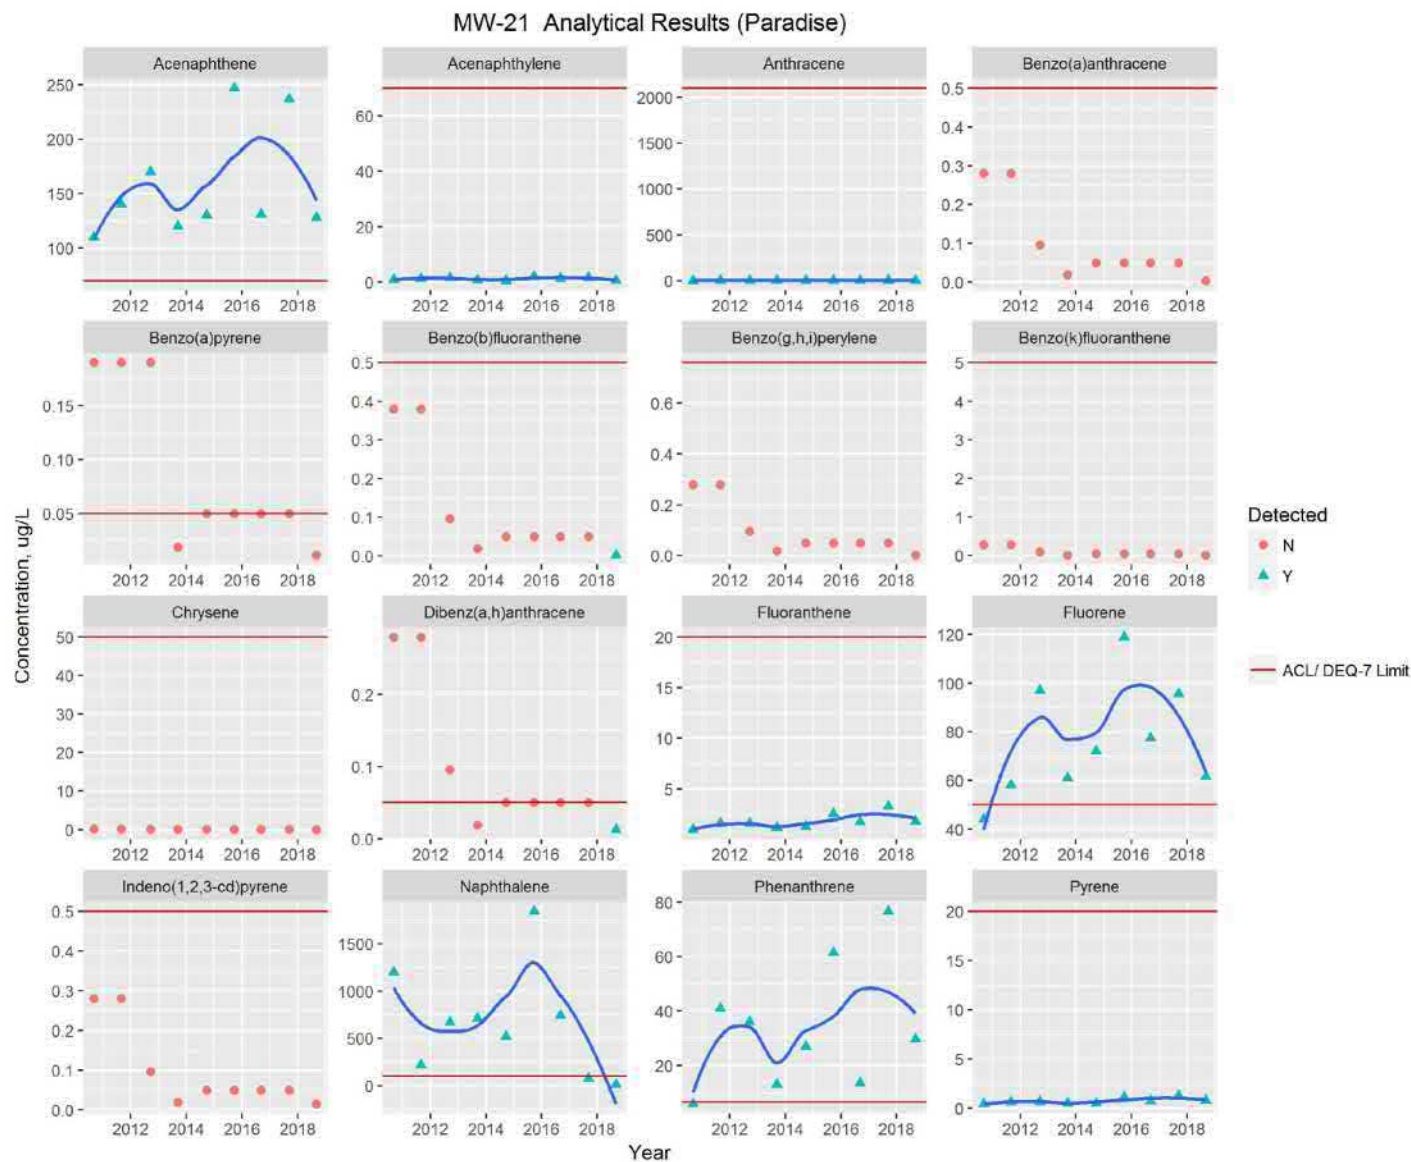 MW-21 Analytical Results (Paradise)
Acenaphthene Acenaphthylene Anthracene Benzo(a)anthracene
250
200
150
100
2012 2014 2016 2018
60
40
20
0
2012 2014 2016 2018
2000
1500
1000
500
0
2012 2014 2016 2018
0.5
0.4
0.3
0.2
0.1
0.0
2012 2014 2016 2018
Benzo(a)pyrene Benzo(b)fluoranthene Benzo(g,h,i)perylene Benzo(k)fluoranthene
0.15
0.10
0.05
2012 2014 2016 2018
0.5
0.4
0.3
0.2
0.1
0.0
2012 2014 2016 2018
0.6
0.4
0.2
0.0
2012 2014 2016 2018
5
4
3
2
1
0
2012 2014 2016 2018
Chrysene Dibenz(a,h)anthracene Fluoranthene Fluorene
50
40
30
20
10
0
2012 2014 2016 2018
0.2
0.1
0.0
2012 2014 2016 2018
20
15
10
5
2012 2014 2016 2018
120
100
80
60
40
2012 2014 2016 2018
Indeno(1,2,3-cd)pyrene Naphthalene Phenanthrene Pyrene
0.5
0.4
0.3
0.2
0.1
0.0
2012 2014 2016 2018
1500
1000
500
0
2012 2014 2016 2018
80
60
40
20
2012 2014 2016 2018
20
15
10
5
0
2012 2014 2016 2018
Concentration, ug/L
Year
Detected
N
Y
ACL/ DEQ-7 Limit